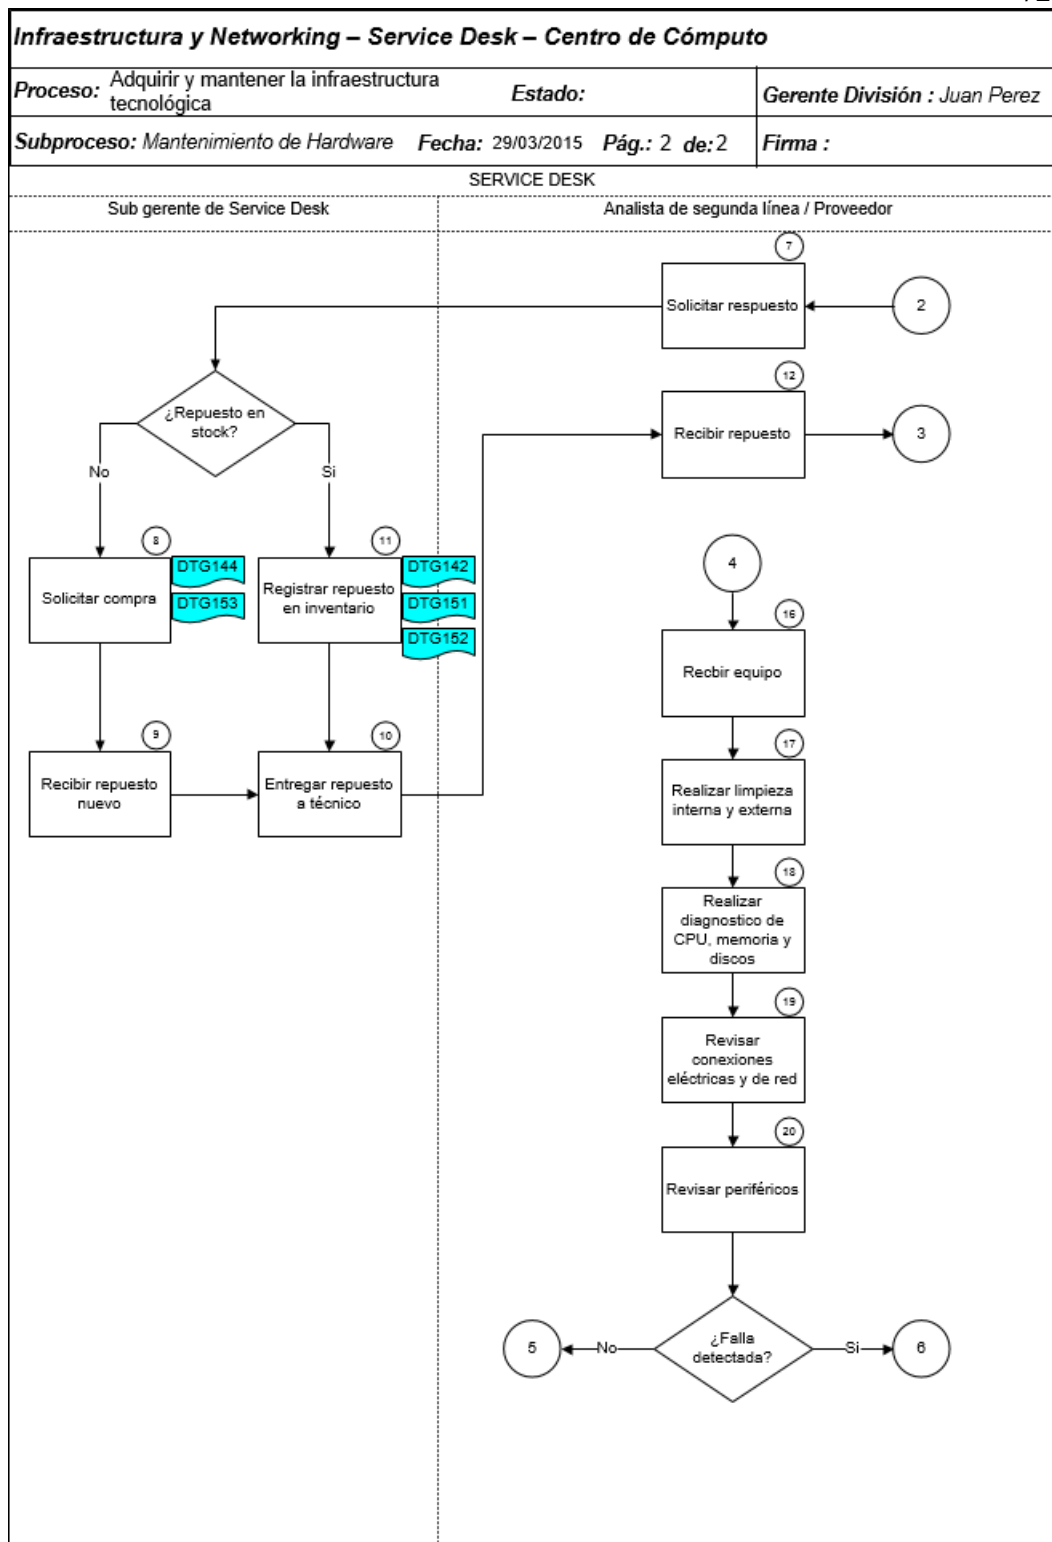 Infraestructura y Networking – Service Desk – Centro de Cómputo
Proceso: Adquirir y mantener la infraestructura
tecnológica
Estado:
Gerente División : Juan Perez
Subproceso: Mantenimiento de Hardware Fecha: 29/03/2015 Pág.: 2 de: 2
Firma :
SERVICE DESK
Sub gerente de Service Desk
Analista de segunda línea / Proveedor
7
Solicitar respuesto
2
12
Recibir repuesto
3
¿Repuesto en
stock?
No
Si
8
Solicitar compra
DTG144
DTG153
11
Registrar repuesto
en inventario
DTG142
DTG151
DTG152
9
Recibir repuesto
nuevo
10
Entregar repuesto
a técnico
4
16
Recbir equipo
17
Realizar limpieza
interna y externa
18
Realizar
diagnostico de
CPU, memoria y
discos
19
Revisar
conexiones
eléctricas y de red
20
Revisar periféricos
¿Falla
detectada?
No
5
Si
6